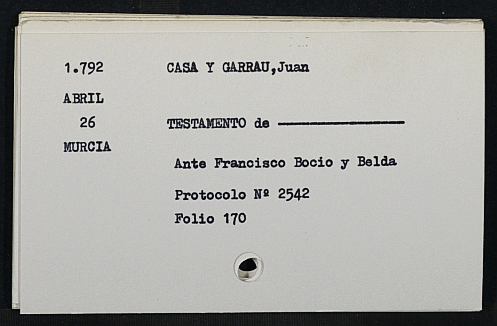 1.792 CASA Y GARRAU,Juan
ABRIL
26 TESTAMENTO de ————————
MURCIA
Ante Francisco Bocio y Belda
Protocolo Nº 2542
Folio 170